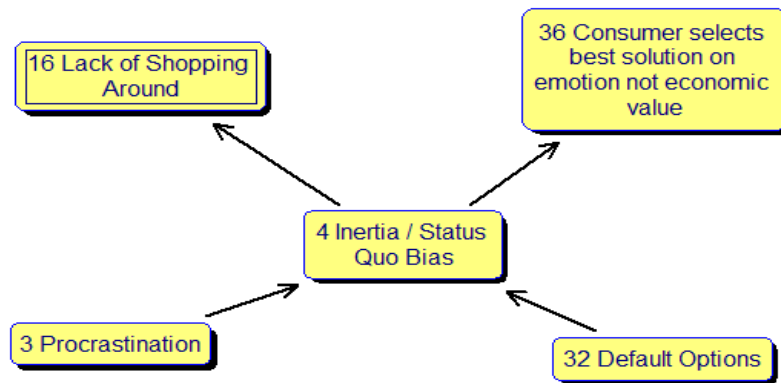 16 Lack of Shopping
Around
36 Consumer selects
best solution on
emotion not economic
value
4 Inertia / Status
Quo Bias
3 Procrastination
32 Default Options